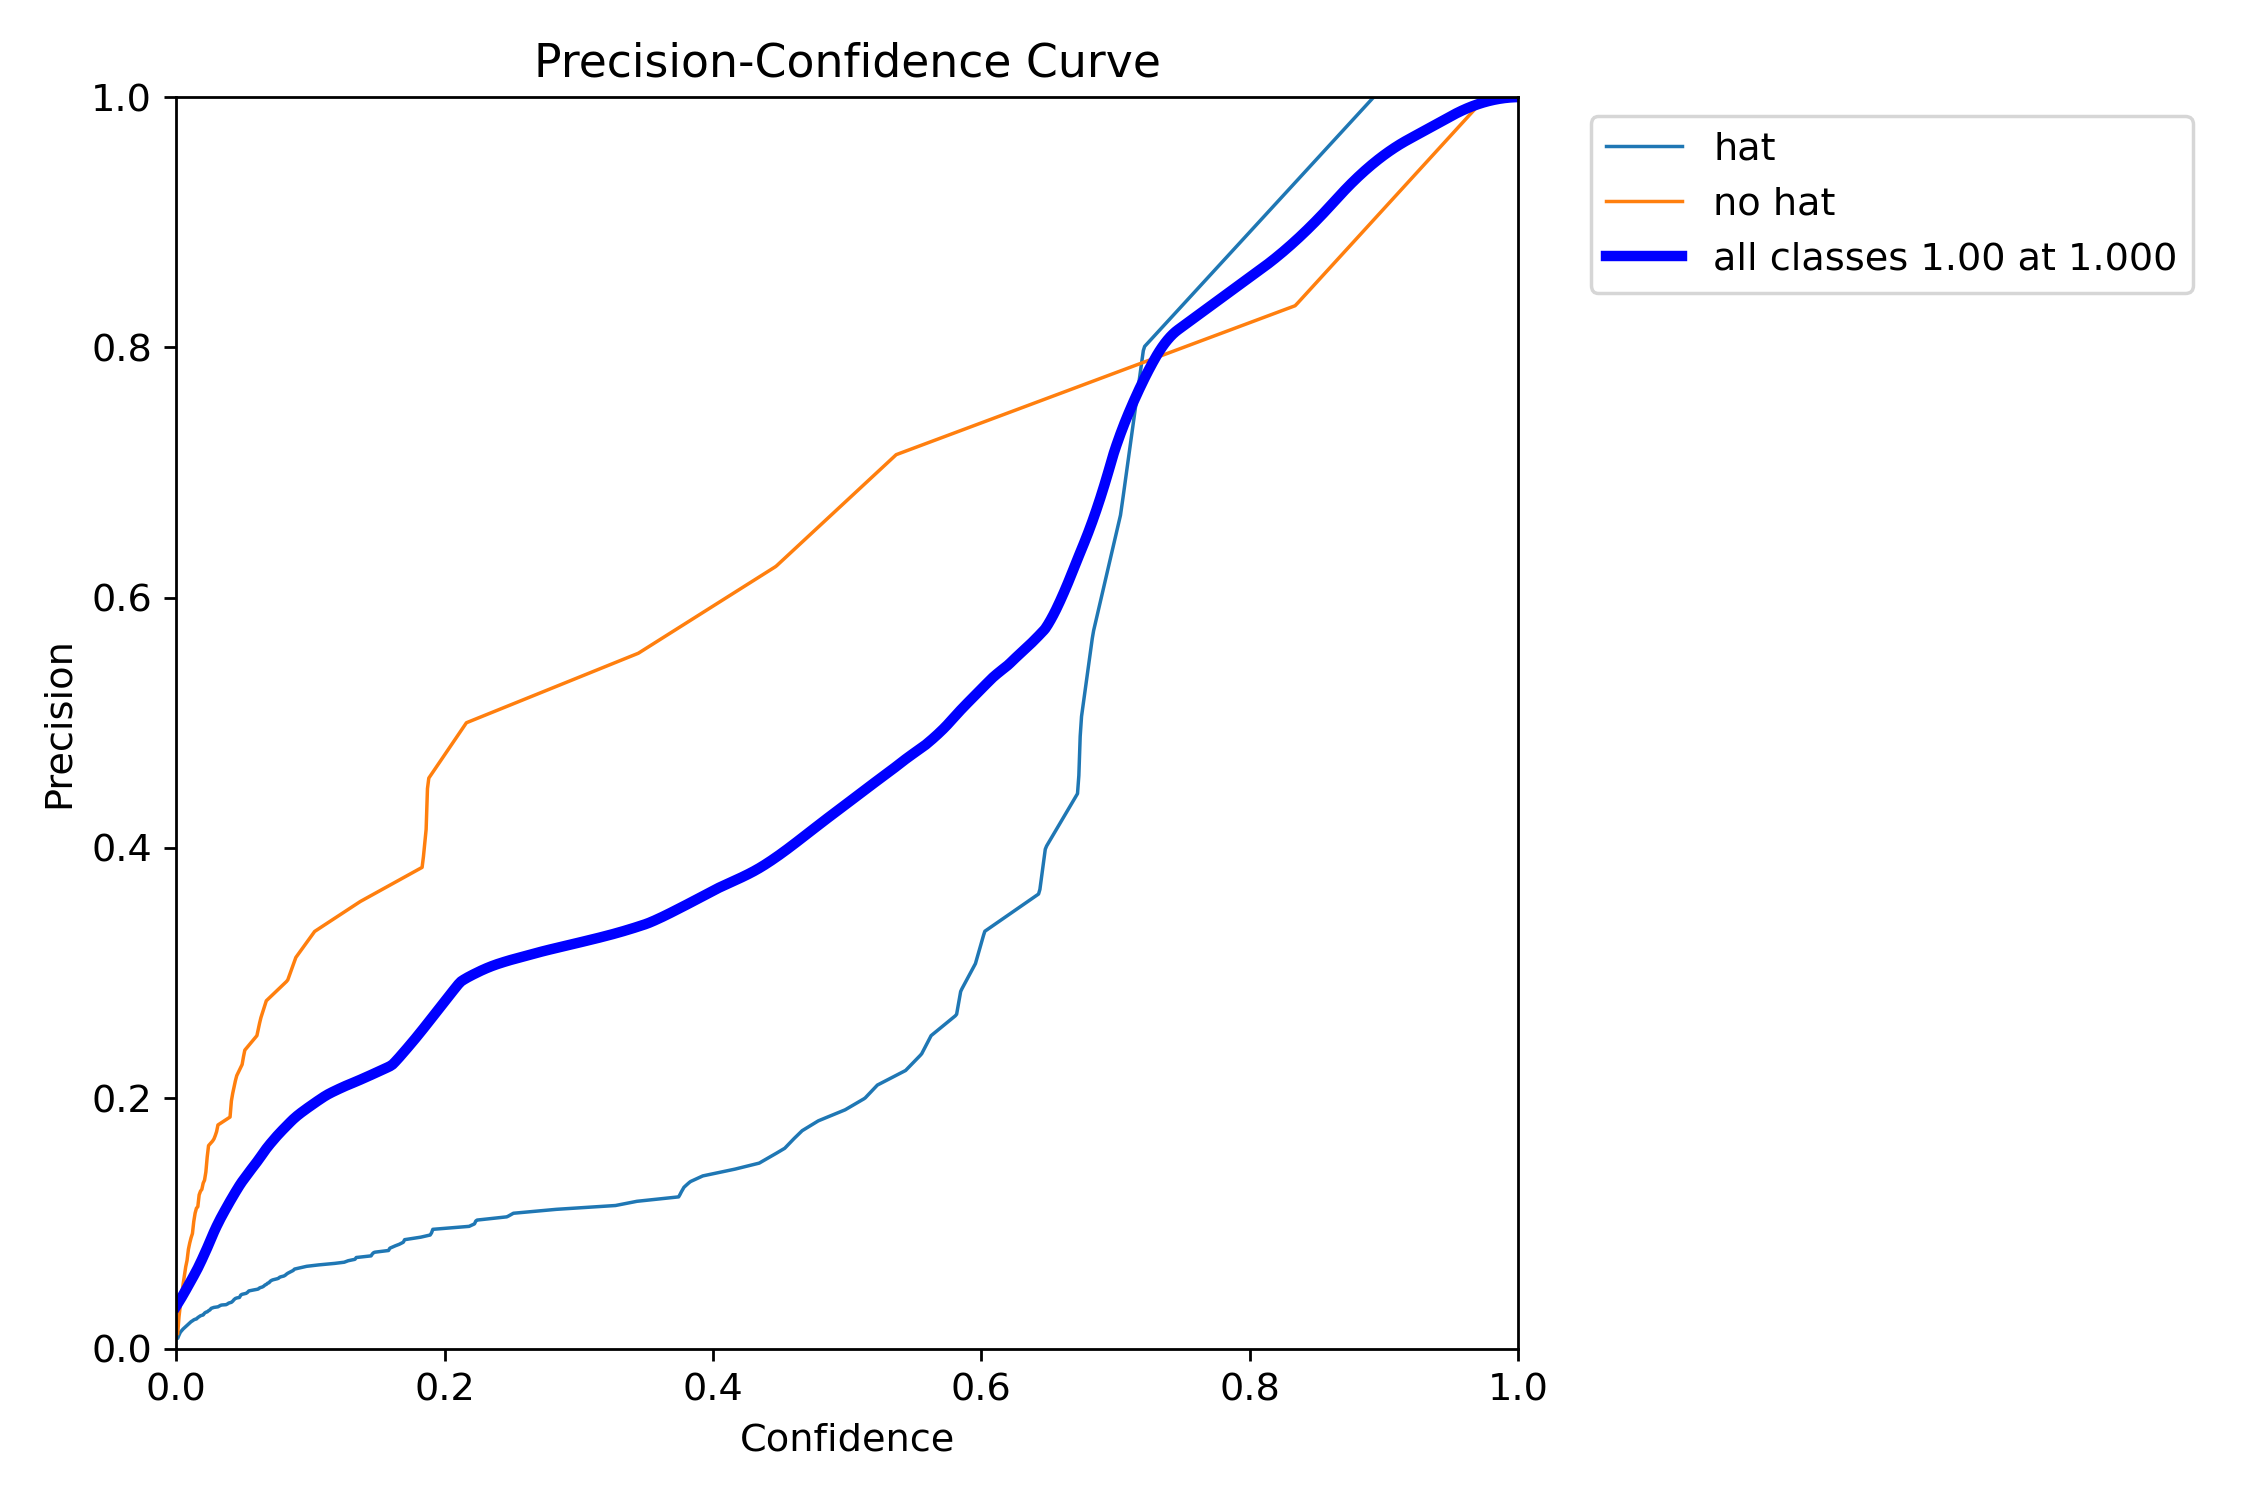 Precision-Confidence Curve
1.0
0.8
0.6
0.4
0.2
0.0
Precision
0.0 0.2 0.4 0.6 0.8 1.0
Confidence
hat
no hat
all classes 1.00 at 1.000